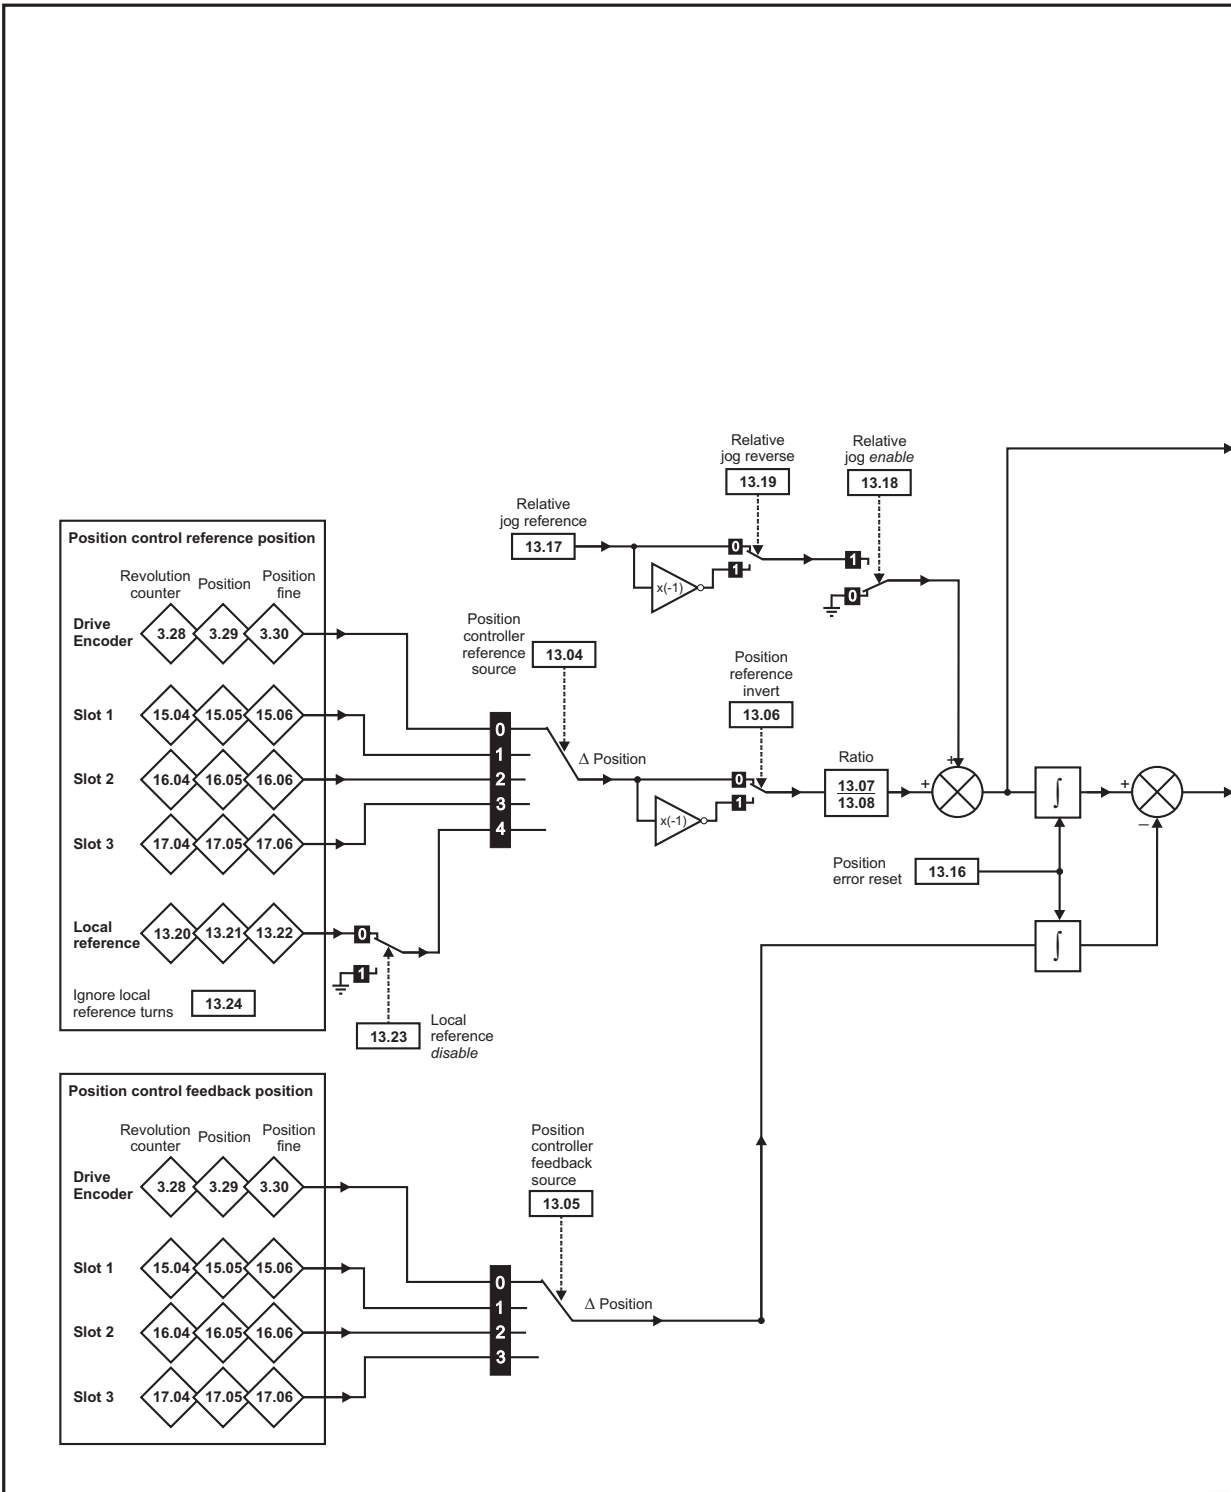 Relative
jog reverse
13.19
Relative
jog enable
13.18
Relative
jog reference
13.17
0
1
x(-1)
1
0
Position control reference position
Revolution
counter
Position
Position
fine
Drive
Encoder
3.28
3.29
3.30
Slot 1
15.04
15.05
15.06
Slot 2
16.04
16.05
16.06
Slot 3
17.04
17.05
17.06
Local
reference
13.20
13.21
13.22
Ignore local
reference turns
13.24
0
1
13.23
Local
reference
disable
Position
controller
reference
source
13.04
0
1
2
3
4
Δ Position
Position
reference
invert
13.06
0
1
x(-1)
Ratio
13.07
13.08
+
+
∫
+
–
Position
error reset
13.16
∫
Position control feedback position
Revolution
counter
Position
Position
fine
Drive
Encoder
3.28
3.29
3.30
Slot 1
15.04
15.05
15.06
Slot 2
16.04
16.05
16.06
Slot 3
17.04
17.05
17.06
Position
controller
feedback
source
13.05
0
1
2
3
Δ Position